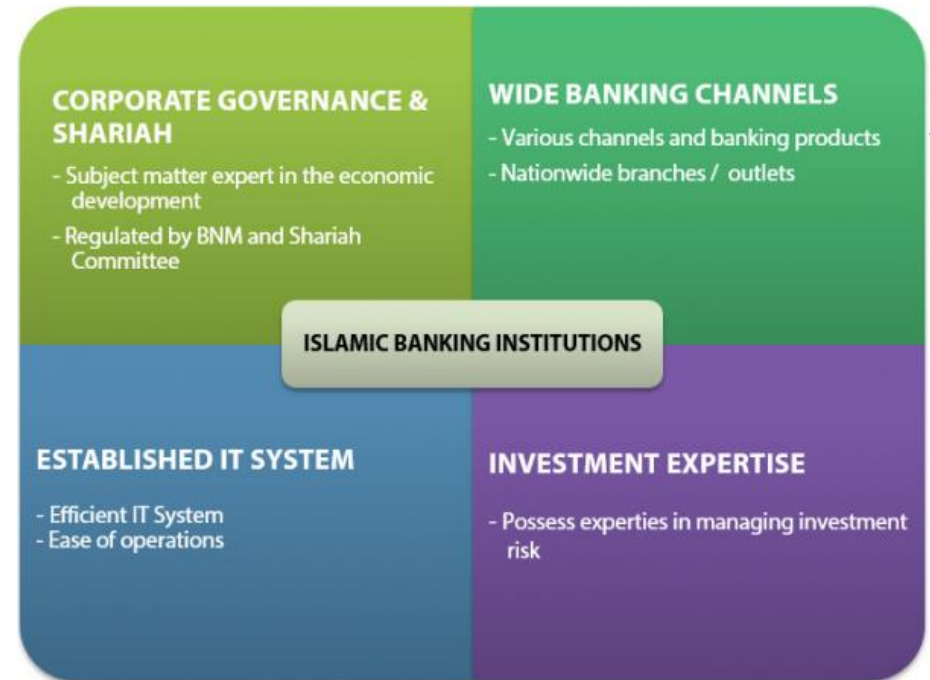 CORPORATE GOVERNANCE &
SHARIAH
- Subject matter expert in the economic
development
- Regulated by BNM and Shariah
Committee
WIDE BANKING CHANNELS
- Various channels and banking products
- Nationwide branches / outlets
ISLAMIC BANKING INSTITUTIONS
ESTABLISHED IT SYSTEM
- Efficient IT System
- Ease of operations
INVESTMENT EXPERTISE
- Possess experties in managing investment
risk